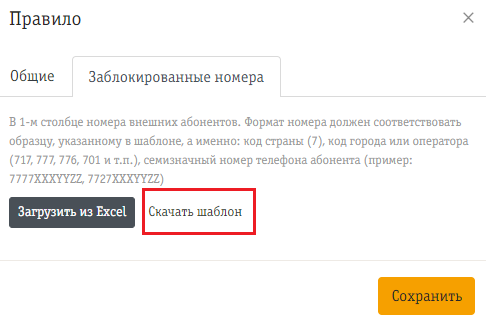 Правило ×
Общие Заблокированные номера
В 1-м столбце номера внешних абонентов. Формат номера должен соответствовать
образцу, указанному в шаблоне, а именно: код страны (7), код города или оператора
(717, 777, 776, 701 и т.п.), семизначный номер телефона абонента (пример:
7777XXXYYZZ, 7727XXXYYZZ)
Загрузить из Excel Скачать шаблон
Сохранить